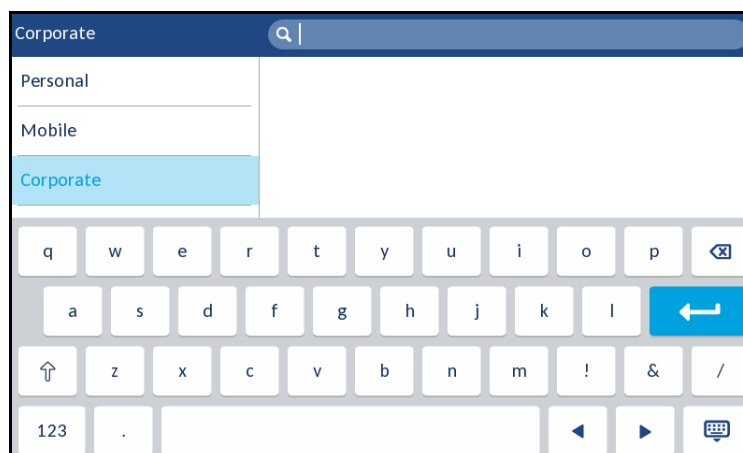 Corporate
Personal
Mobile
Corporate
q w e r t y u i o p
a s d f g h j k l
z x c v b n m ! & /
123 .